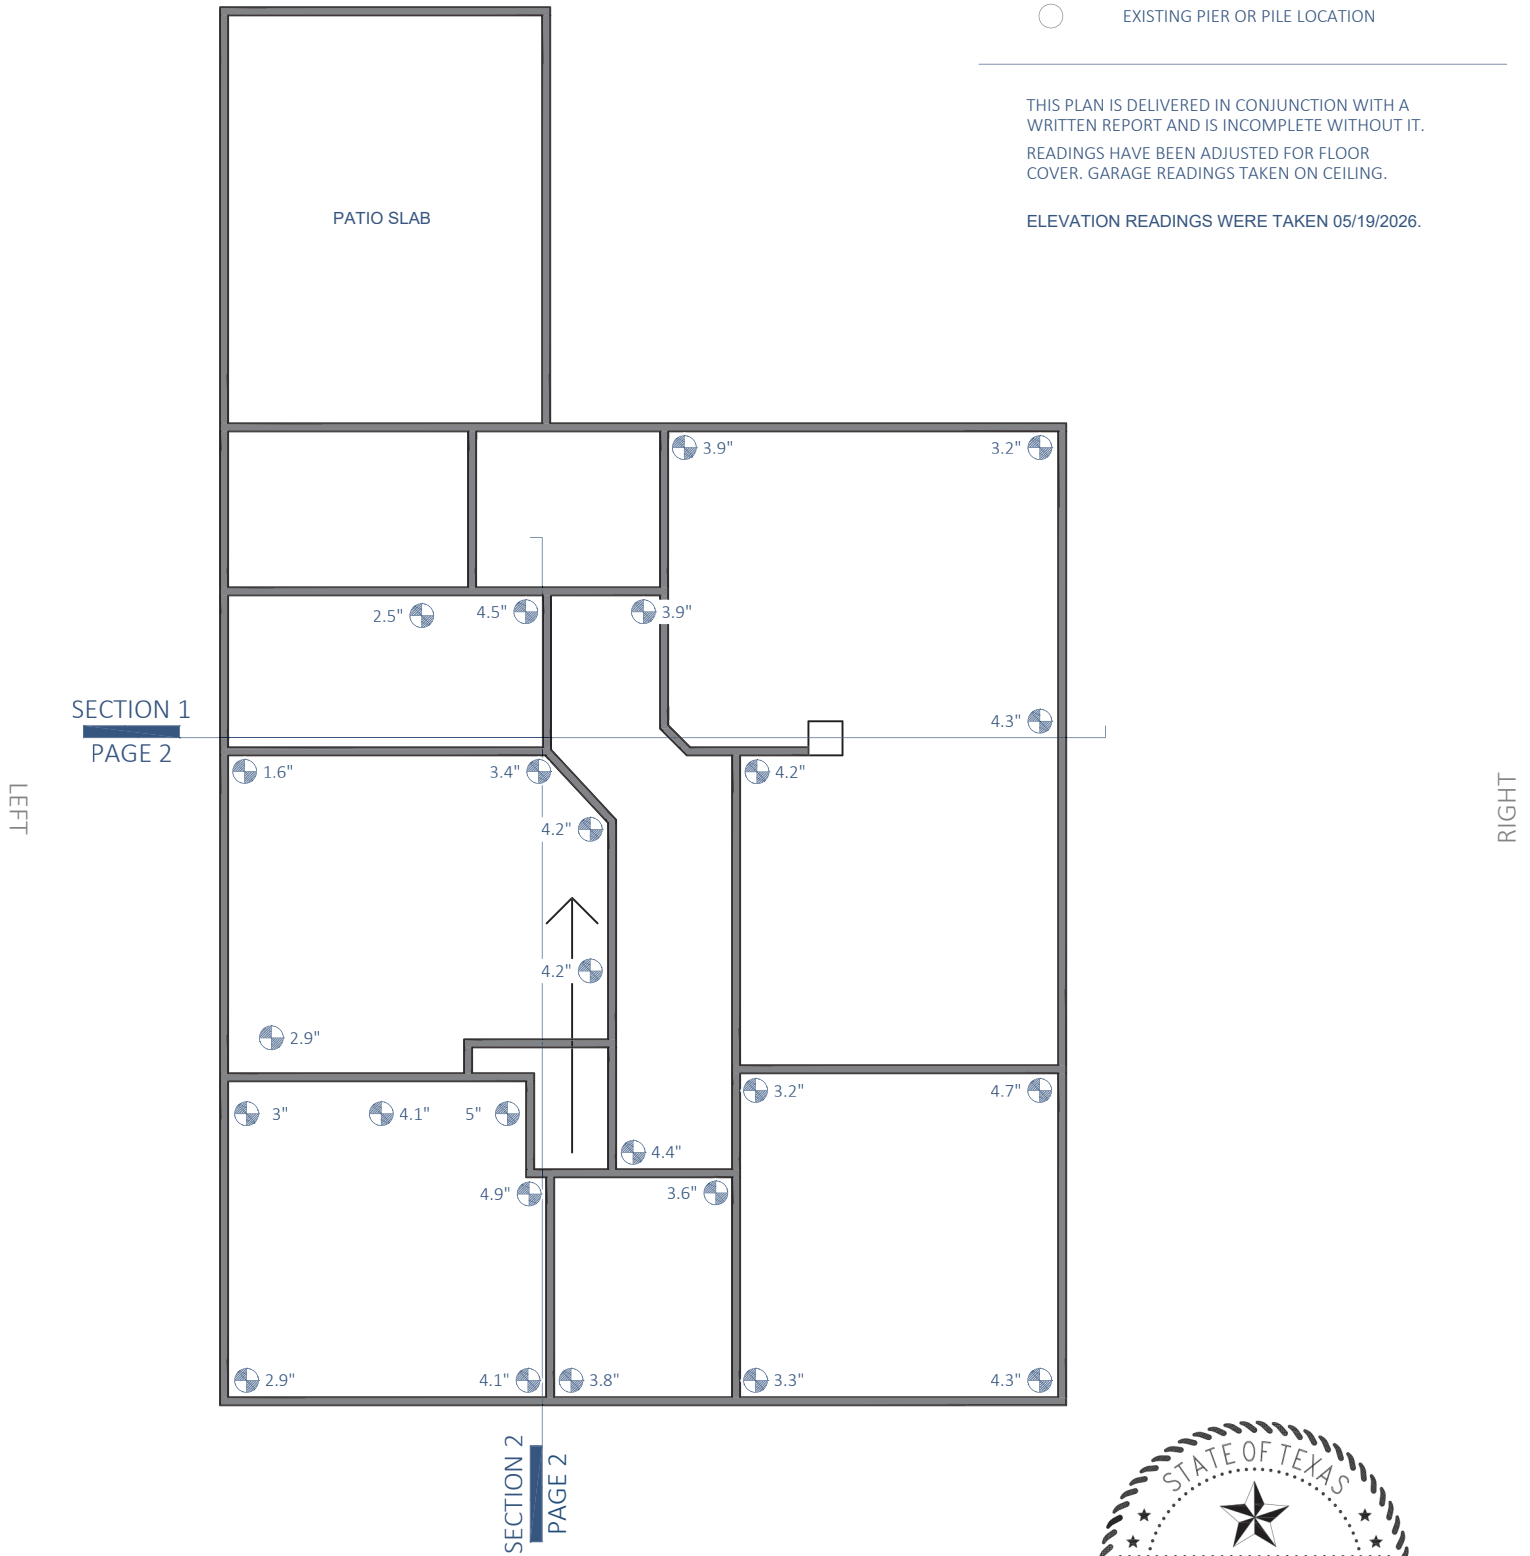 EXISTING PIER OR PILE LOCATION
THIS PLAN IS DELIVERED IN CONJUNCTION WITH A
WRITTEN REPORT AND IS INCOMPLETE WITHOUT IT.
READINGS HAVE BEEN ADJUSTED FOR FLOOR
COVER. GARAGE READINGS TAKEN ON CEILING.
ELEVATION READINGS WERE TAKEN 05/19/2026.
PATIO SLAB
3.9"
3.2"
2.5"
4.5"
3.9"
SECTION 1
PAGE 2
4.3"
1.6"
3.4"
4.2"
LEFT
RIGHT
4.2"
4.2"
2.9"
3.2"
4.7"
3"
4.1"
5"
4.4"
4.9"
3.6"
2.9"
4.1"
3.8"
3.3"
4.3"
SECTION 2
PAGE 2
STATE OF TEXAS